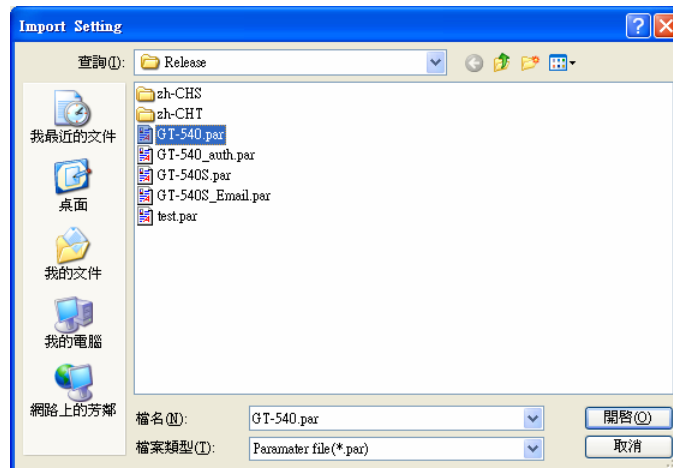 Import Setting
查詢(I):
Release
zh-CHS
zh-CHT
GT-540.par
GT-540_auth.par
GT-540S.par
GT-540S_Email.par
test.par
我最近的文件
桌面
我的文件
我的電腦
網路上的芳鄰
檔名(N):
GT-540.par
開啓(O)
檔案類型(T):
Paramater file(*.par)
取消